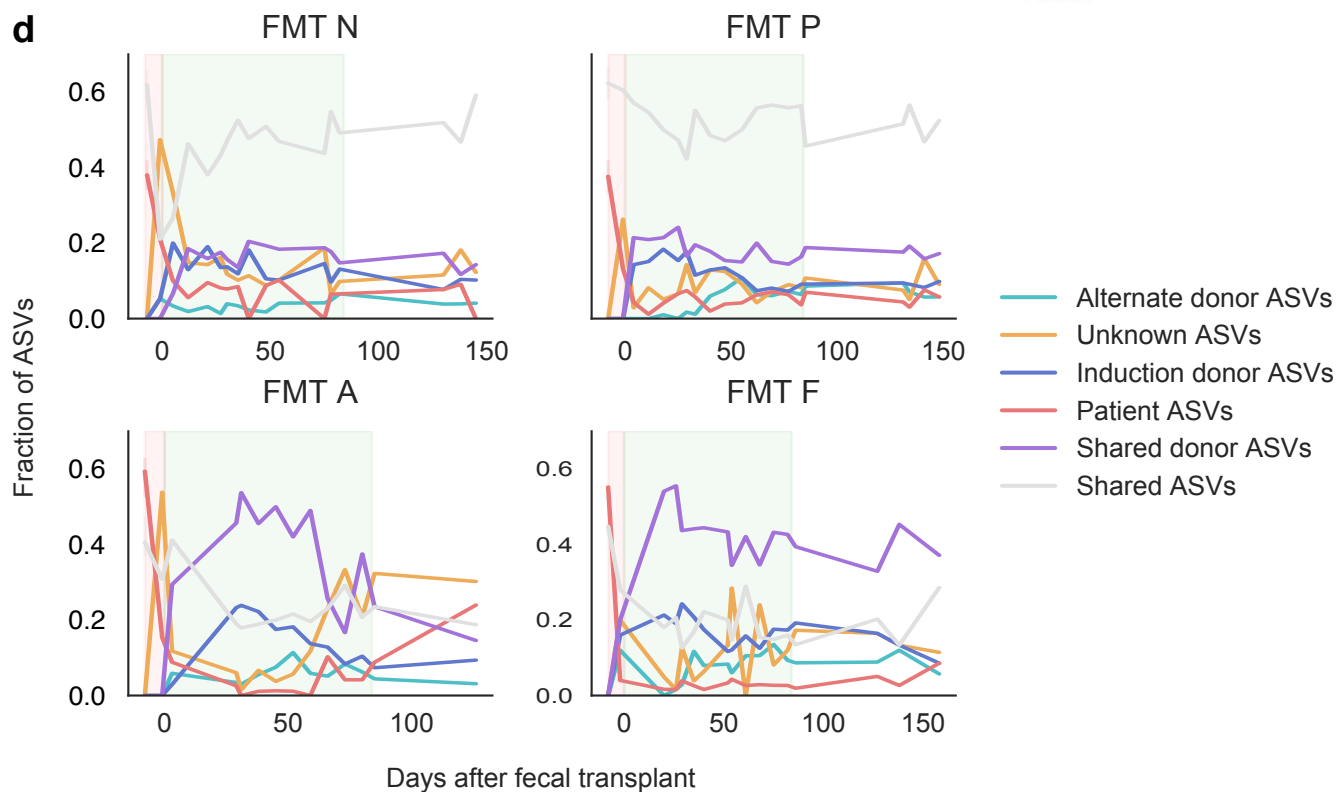 d
FMT N
FMT P
0.6
0.4
0.2
0.0
0 50 100 150
0 50 100 150
FMT A
FMT F
0.6
0.4
0.2
0.0
0.6
0.4
0.2
0.0
0 50 100
0 50 100 150
Fraction of ASVs
Days after fecal transplant
Alternate donor ASVs
Unknown ASVs
Induction donor ASVs
Patient ASVs
Shared donor ASVs
Shared ASVs